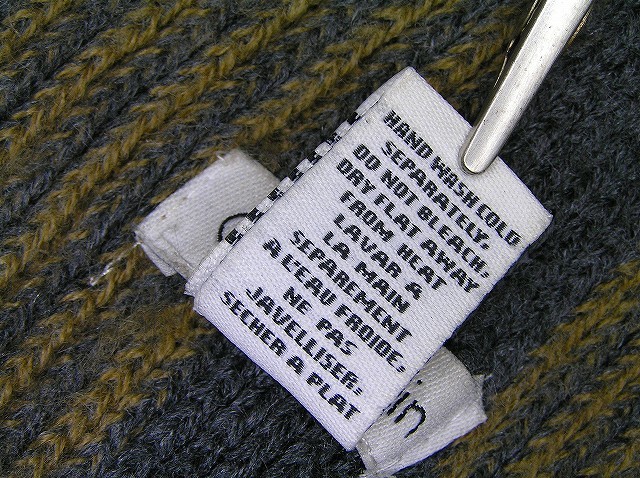 HAND WASH COLD
SEPARATELY.
DO NOT BLEACH.
DRY FLAT AWAY
FROM HEAT
LAVAR A
LA MAIN
SEPAREMENT
A L'EAU FROIDE.
NE PAS
JAVELLISER.
SECHER A PLAT